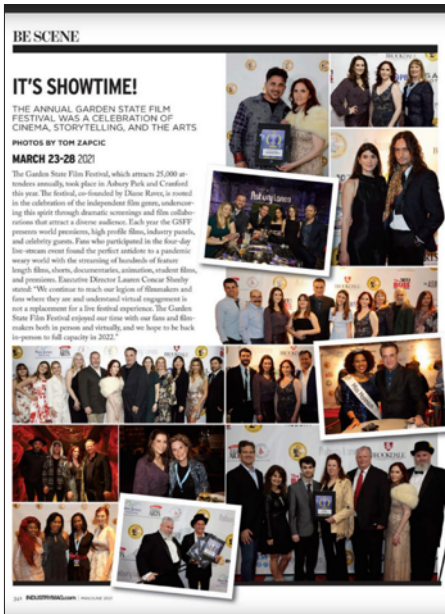 BE SCENE
IT'S SHOWTIME!
THE ANNUAL GARDEN STATE FILM
FESTIVAL WAS A CELEBRATION OF
CINEMA, STORYTELLING, AND THE ARTS
PHOTOS BY TOM ZAPCIC
MARCH 23-28 2021
The Garden State Film Festival, which attracts 25,000 at-
tendees annually, took place in Asbury Park and Cranford
this year. The festival, co-founded by Diane Raver, is rooted
in the celebration of the independent film genre, underscor-
ing this spirit through dramatic screenings and film collabo-
rations that attract a diverse audience. Each year the GSFF
presents world premieres, high profile films, industry panels,
and celebrity guests. Fans who participated in the four-day
live-stream event found the perfect antidote to a pandemic
weary world with the streaming of hundreds of feature
length films, shorts, documentaries, animation, student films,
and premieres. Executive Director Lauren Concar Sheehy
stated: "We continue to reach our legion of filmmakers and
fans where they are and understand virtual engagement is
not a replacement for a live festival experience. The Garden
State Film Festival enjoyed our time with our fans and film-
makers both in person and virtually, and we hope to be back
in-person to full capacity in 2022."
BROOKDALE
Asbury Lanes
BROOKDALE
INDUSTRYMAG.com | MAY/JUNE 2021